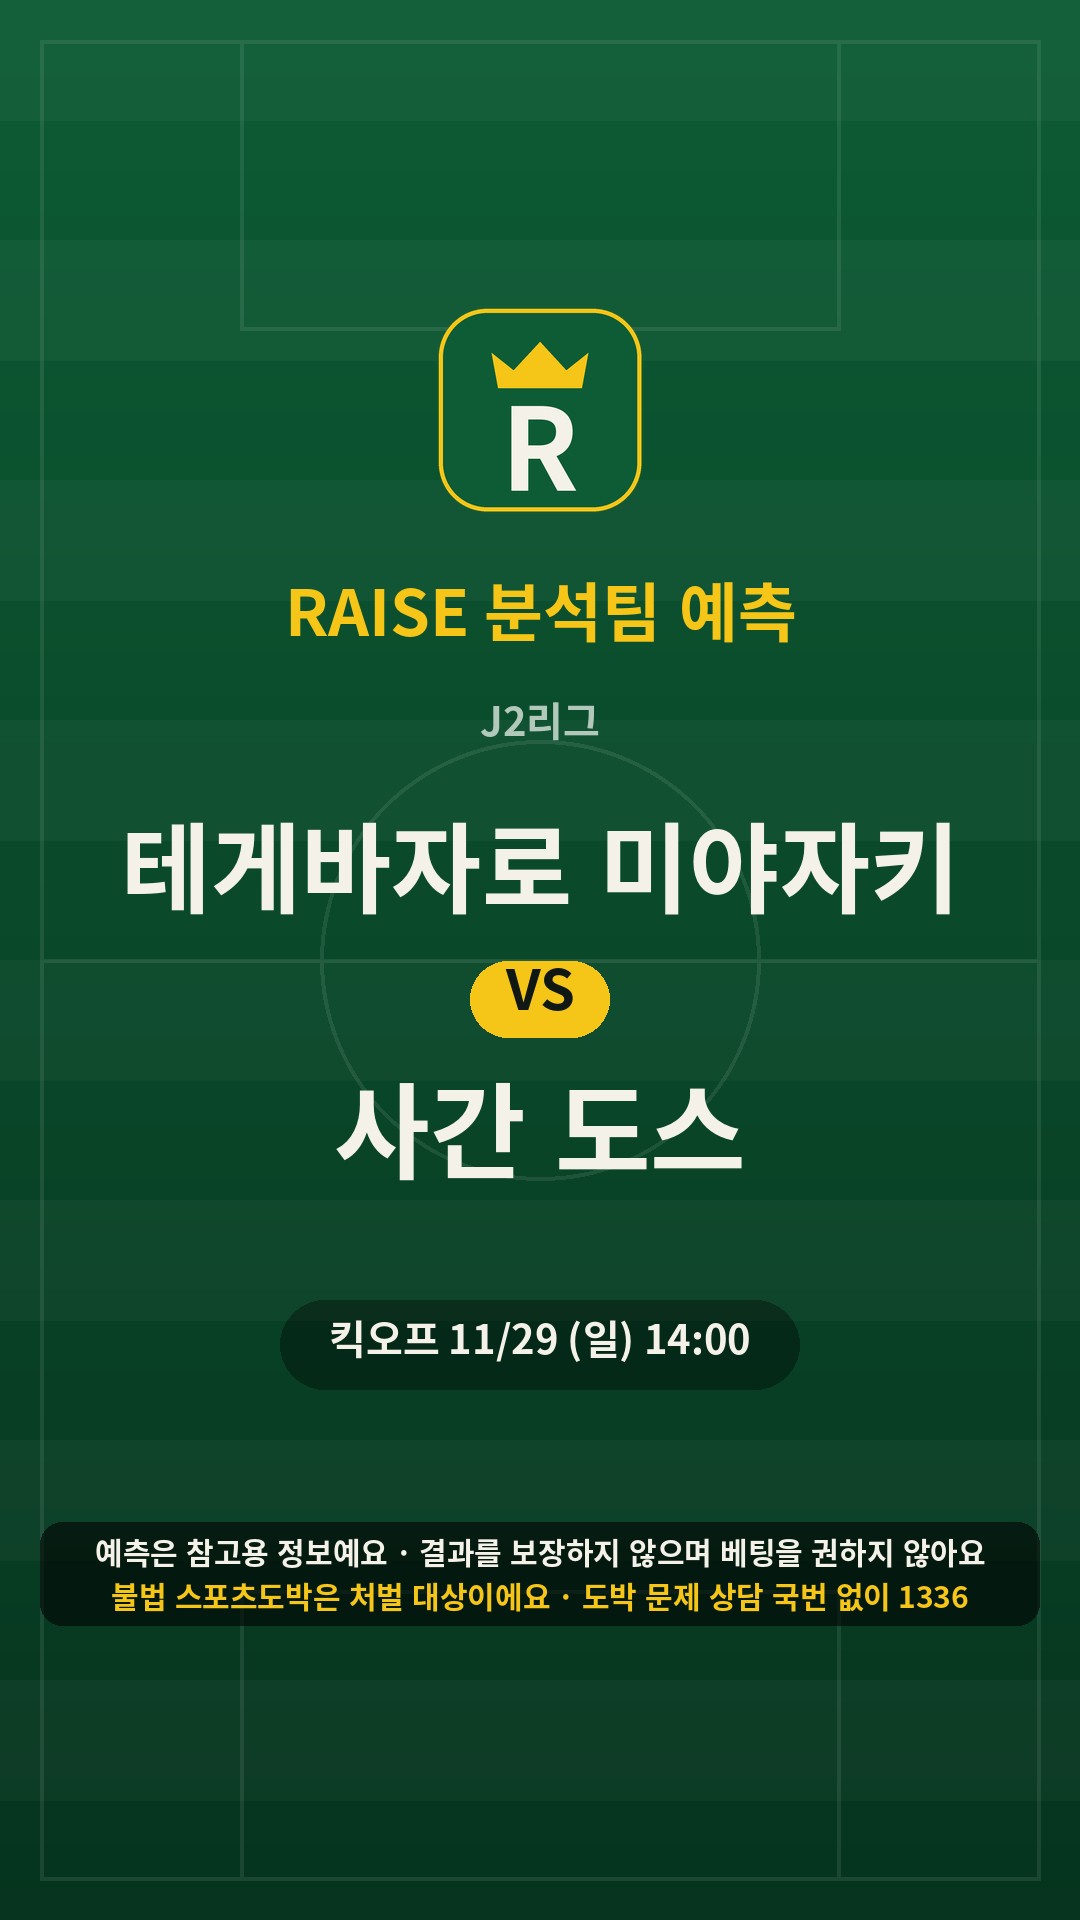 R
RAISE 분석팀 예측
J2리그
테게바자로 미야자키
VS
사간 도스
킥오프 11/29 (일) 14:00
예측은 참고용 정보예요 · 결과를 보장하지 않으며 베팅을 권하지 않아요
불법 스포츠도박은 처벌 대상이에요 · 도박 문제 상담 국번 없이 1336